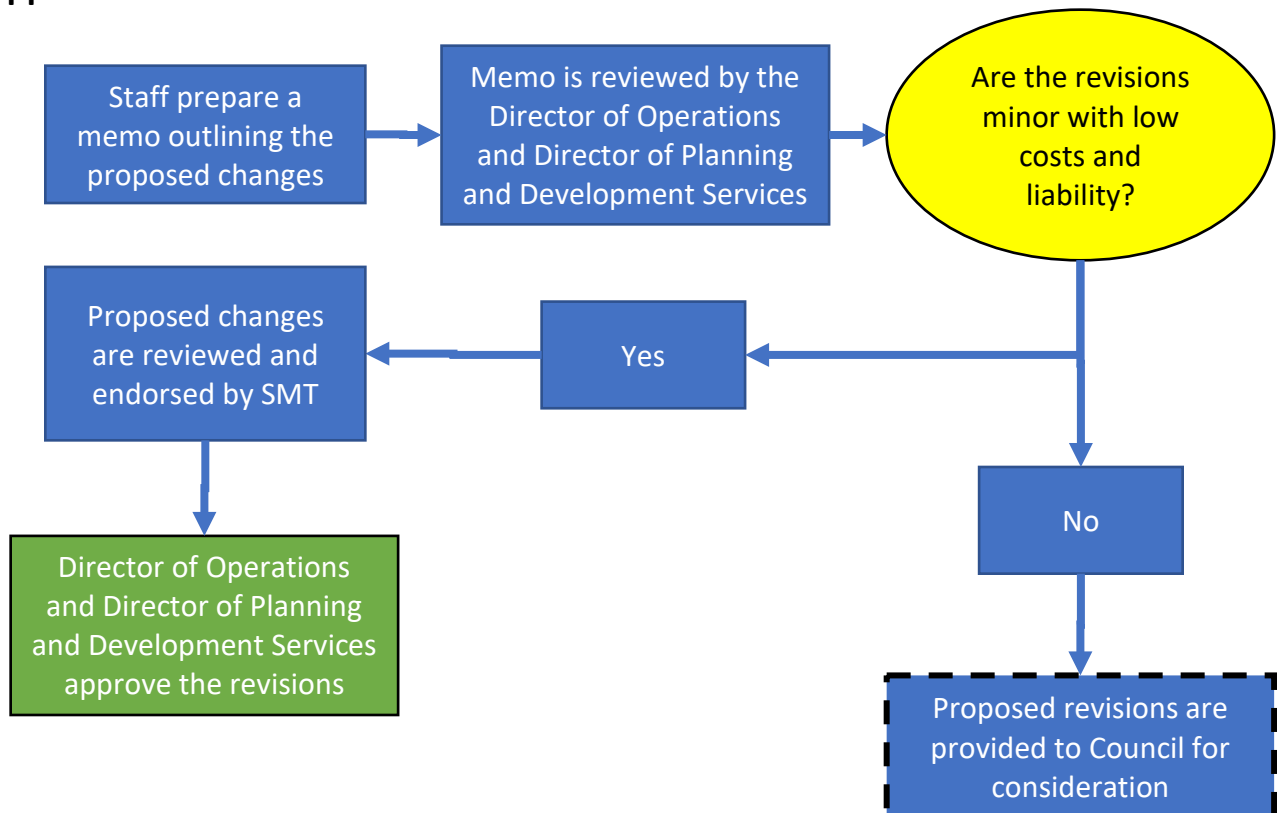 Staff prepare a
memo outlining the
proposed changes
Memo is reviewed by the
Director of Operations
and Director of Planning
and Development Services
Are the revisions
minor with low
costs and
liability?
Proposed changes
are reviewed and
endorsed by SMT
Yes
No
Director of Operations
and Director of Planning
and Development Services
approve the revisions
Proposed revisions are
provided to Council for
consideration